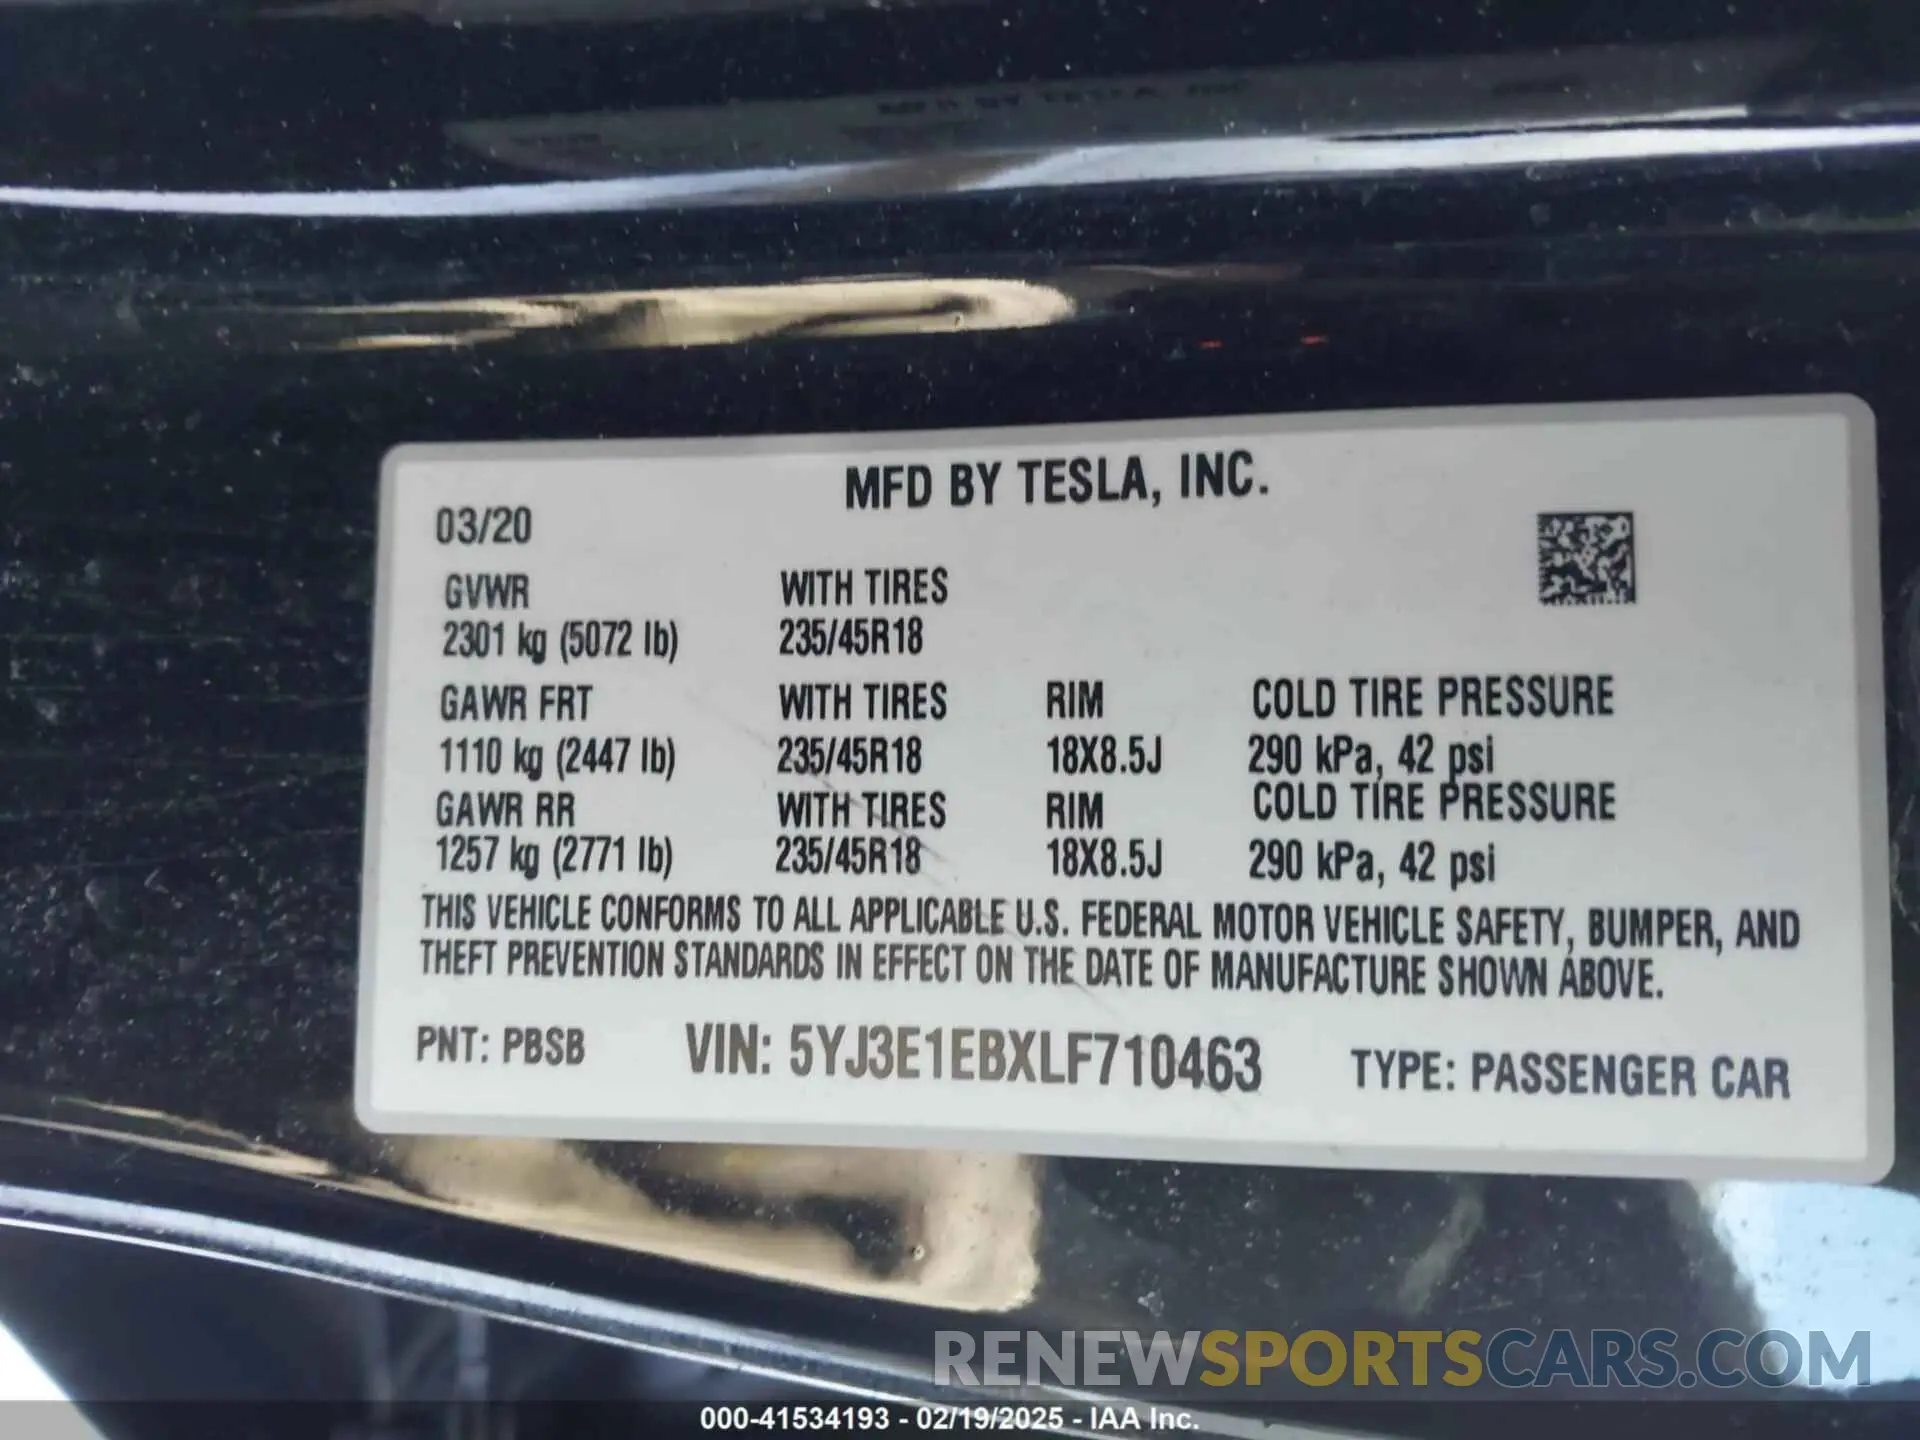 MFD BY TESLA, INC.
03/20
GVWR WITH TIRES
2301 kg (5072 lb) 235/45R18
GAWR FRT WITH TIRES RIM COLD TIRE PRESSURE
1110 kg (2447 lb) 235/45R18 18X8.5J 290 kPa, 42 psi
GAWR RR WITH TIRES RIM COLD TIRE PRESSURE
1257 kg (2771 lb) 235/45R18 18X8.5J 290 kPa, 42 psi
THIS VEHICLE CONFORMS TO ALL APPLICABLE U.S. FEDERAL MOTOR VEHICLE SAFETY, BUMPER, AND
THEFT PREVENTION STANDARDS IN EFFECT ON THE DATE OF MANUFACTURE SHOWN ABOVE.
PNT: PBSB VIN: 5YJ3E1EBXLF710463 TYPE: PASSENGER CAR
RENEWSPORTSCARS.COM
000-41534193 - 02/19/2025 - IAA Inc.